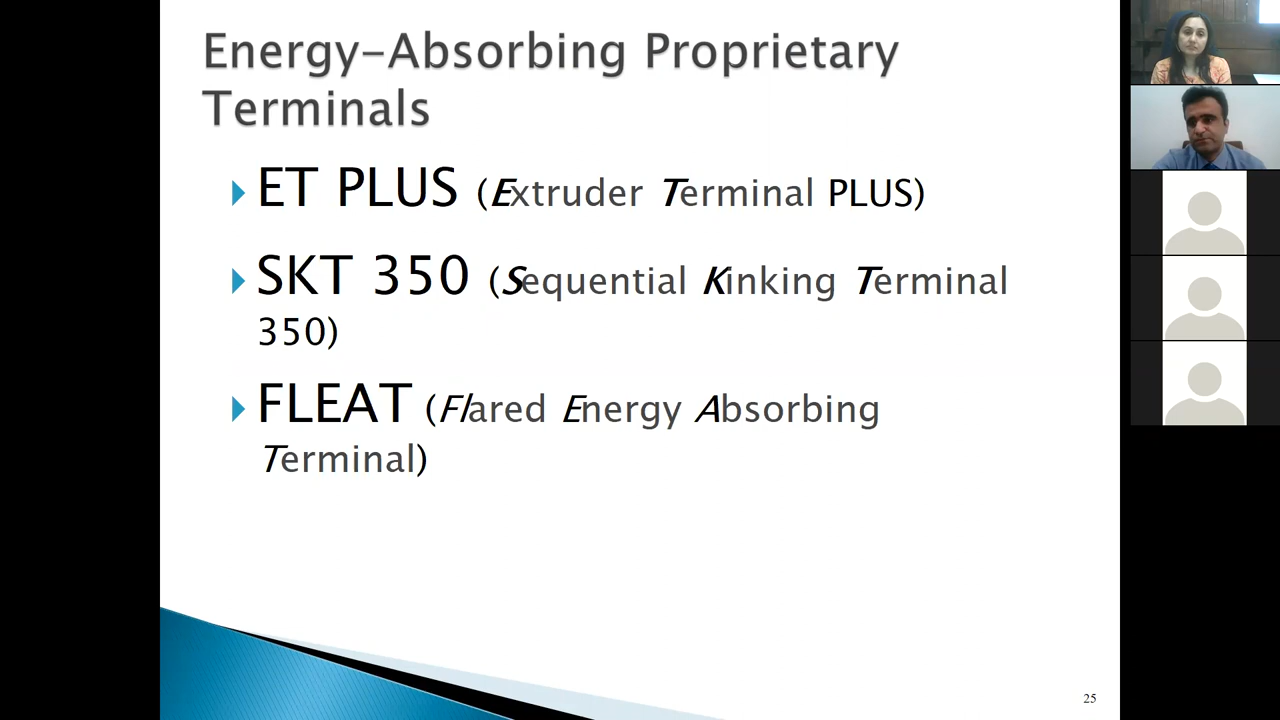 Energy-Absorbing Proprietary
Terminals
ET PLUS (Extruder Terminal PLUS)
SKT 350 (Sequential Kinking Terminal
350)
FLEAT (Flared Energy Absorbing
Terminal)
25